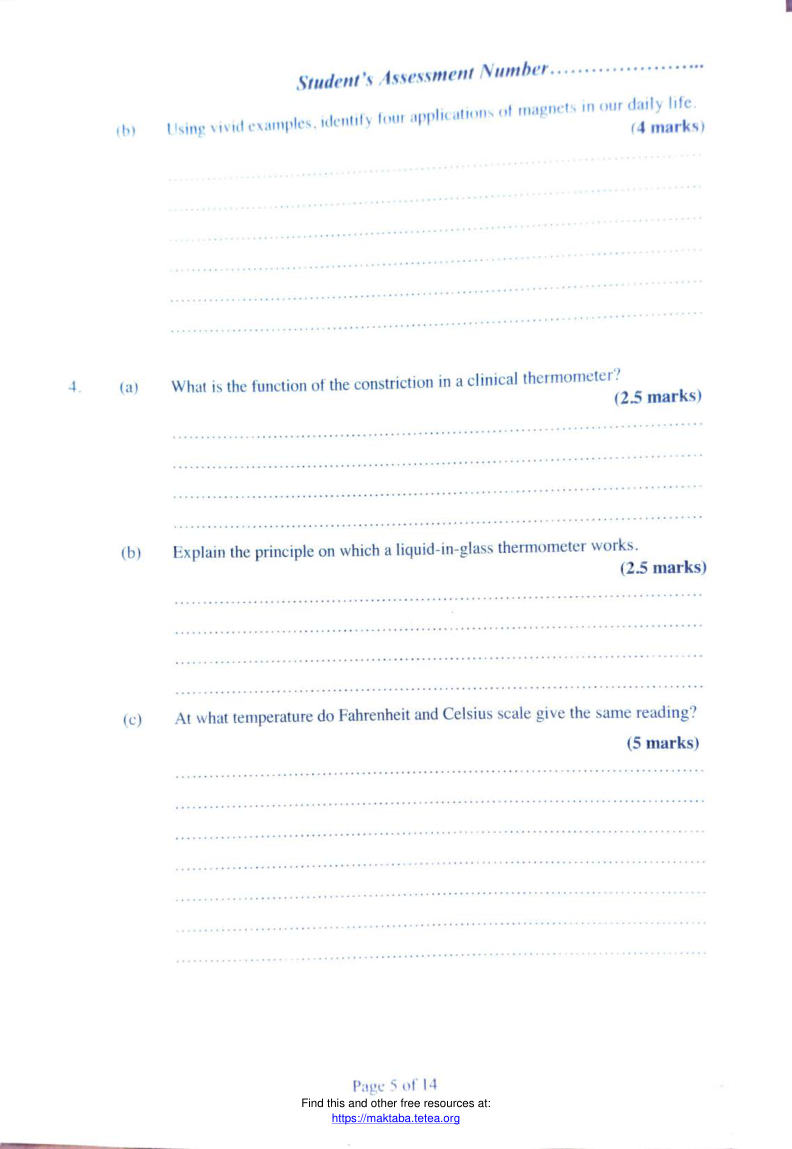 Student's Assessment Number.......................
(b) Using vivid examples, identify four applications of magnets in our daily life.
(4 marks)
4. (a) What is the function of the constriction in a clinical thermometer?
(2.5 marks)
(b) Explain the principle on which a liquid-in-glass thermometer works.
(2.5 marks)
(c) At what temperature do Fahrenheit and Celsius scale give the same reading?
(5 marks)
Page 5 of 14
Find this and other free resources at:
https://maktaba.tetea.org